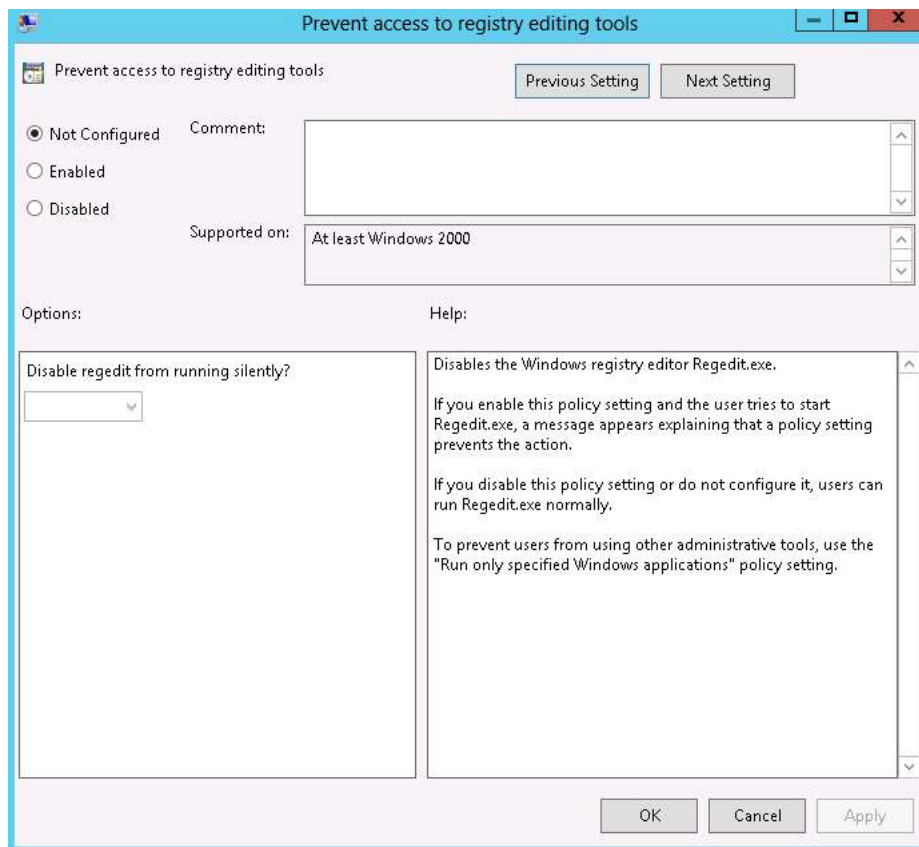 Prevent access to registry editing tools
Prevent access to registry editing tools
Previous Setting
Next Setting
Not Configured
Comment:
Enabled
Disabled
Supported on:
At least Windows 2000
Options:
Help:
Disable regedit from running silently?
Disables the Windows registry editor Regedit.exe.
If you enable this policy setting and the user tries to start
Regedit.exe, a message appears explaining that a policy setting
prevents the action.
If you disable this policy setting or do not configure it, users can
run Regedit.exe normally.
To prevent users from using other administrative tools, use the
"Run only specified Windows applications" policy setting.
OK
Cancel
Apply